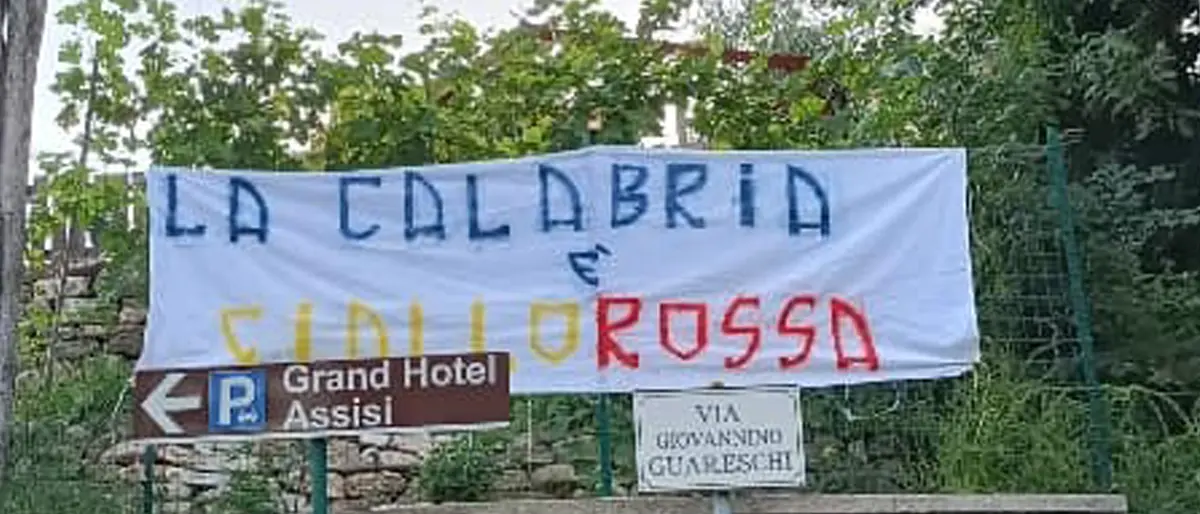 LA CALABRIA
È
GIALLOROSSA
P
Grand Hotel
Assisi
VIA
GIOVANNINO
GUARESCHI